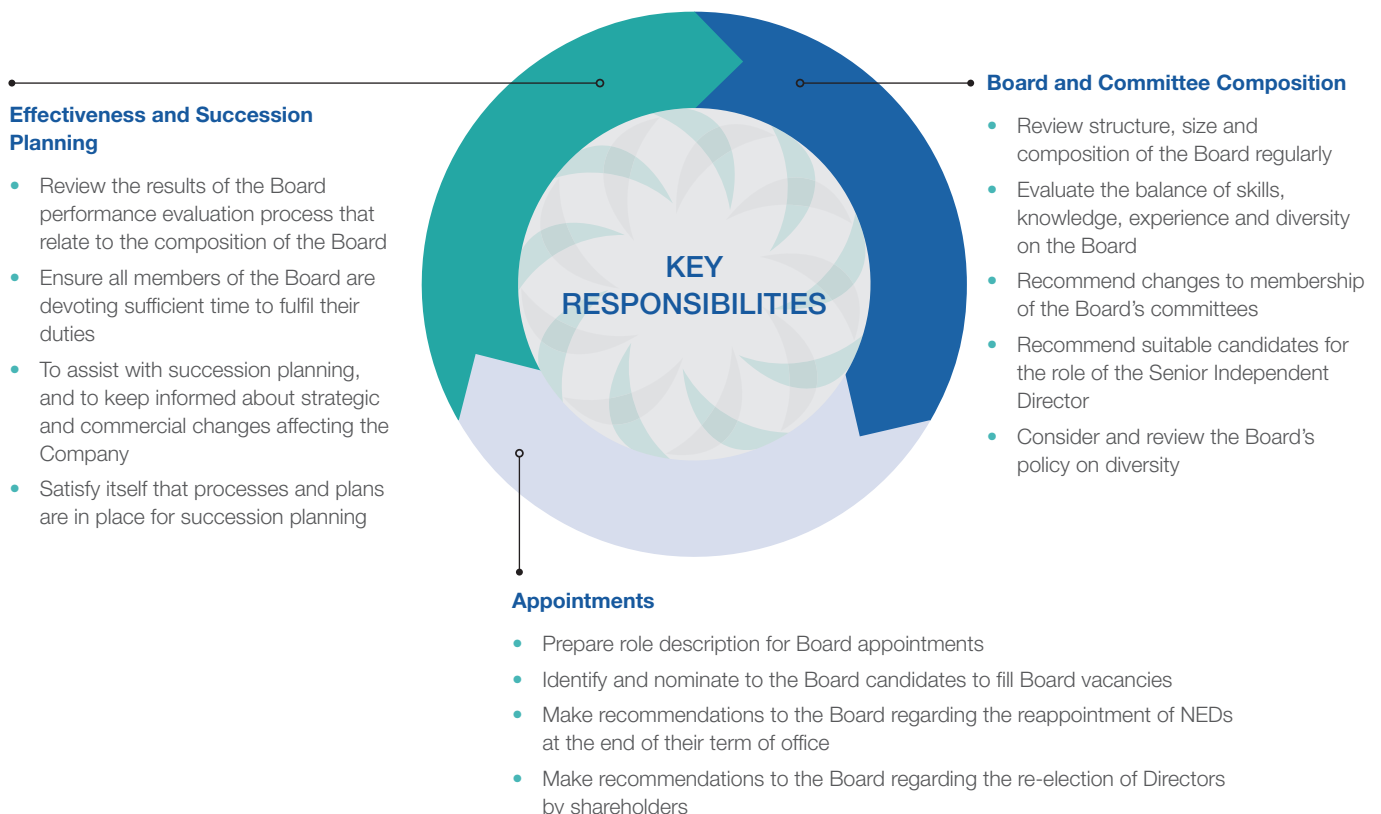 Effectiveness and Succession
Planning
• Review the results of the Board
performance evaluation process that
relate to the composition of the Board
• Ensure all members of the Board are
devoting sufficient time to fulfil their
duties
• To assist with succession planning,
and to keep informed about strategic
and commercial changes affecting the
Company
• Satisfy itself that processes and plans
are in place for succession planning
KEY
RESPONSIBILITIES
Board and Committee Composition
• Review structure, size and
composition of the Board regularly
• Evaluate the balance of skills,
knowledge, experience and diversity
on the Board
• Recommend changes to membership
of the Board’s committees
• Recommend suitable candidates for
the role of the Senior Independent
Director
• Consider and review the Board’s
policy on diversity
Appointments
• Prepare role description for Board appointments
• Identify and nominate to the Board candidates to fill Board vacancies
• Make recommendations to the Board regarding the reappointment of NEDs
at the end of their term of office
• Make recommendations to the Board regarding the re-election of Directors
by shareholders